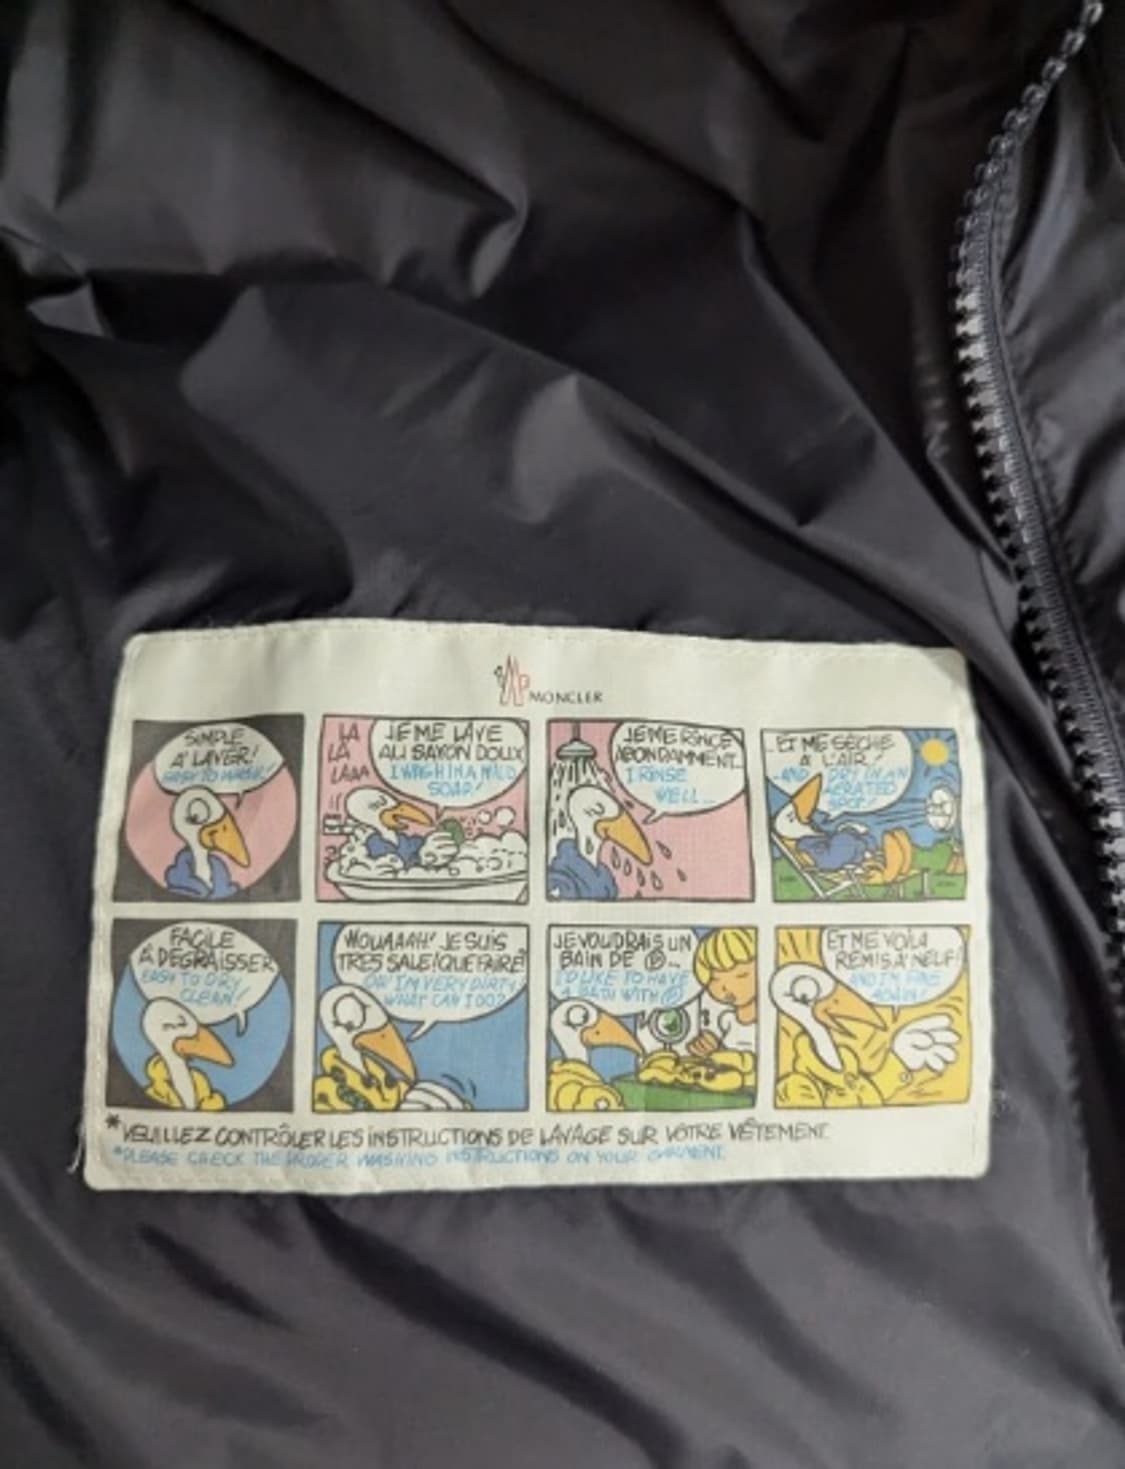 MONCLER
SIMPLE
A' LAVER!
EASY TO WASH!
LA
LA
LAAA
JE ME LAVE
AU SAVON DOUX
I WASH IN A MILD
SOAP!
JE ME RINCE
ABONDAMMENT...
I RINSE
WELL...
...ET ME SÈCHE
A' L'AIR!
...AND DRY IN AN
AERATED
SPOT!
FACILE
A' DÉGRAISSER
EASY TO DRY
CLEAN!
WOUAAAH! JE SUIS
TRES SALE! QUE FAIRE?
I'M VERY DIRTY!
WHAT CAN I DO?
JE VOUDRAIS UN
BAIN DE Ⓟ...
I'D LIKE TO HAVE
A BATH WITH Ⓟ
ET ME VOILA
REMIS A' NEUF!
AND I'M FINE
AGAIN!
*VEUILLEZ CONTRÔLER LES INSTRUCTIONS DE LAVAGE SUR VOTRE VÊTEMENT.
*PLEASE CHECK THE PROPER WASHING INSTRUCTIONS ON YOUR GARMENT.